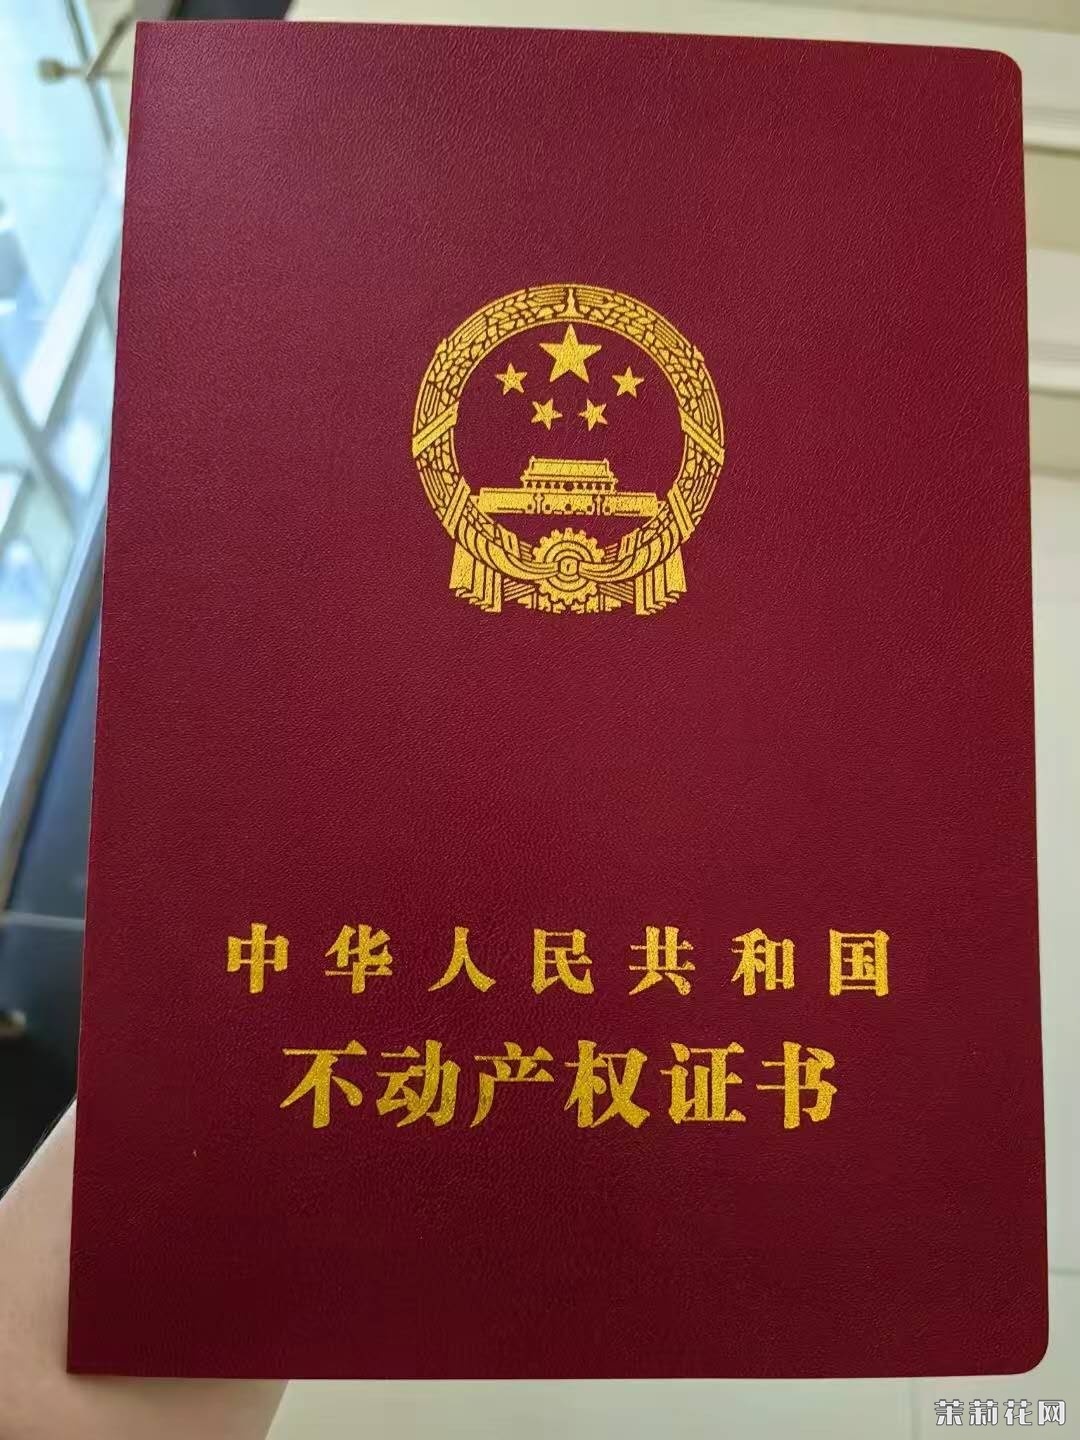 中华人民共和国
不动产权证书
茉莉花网